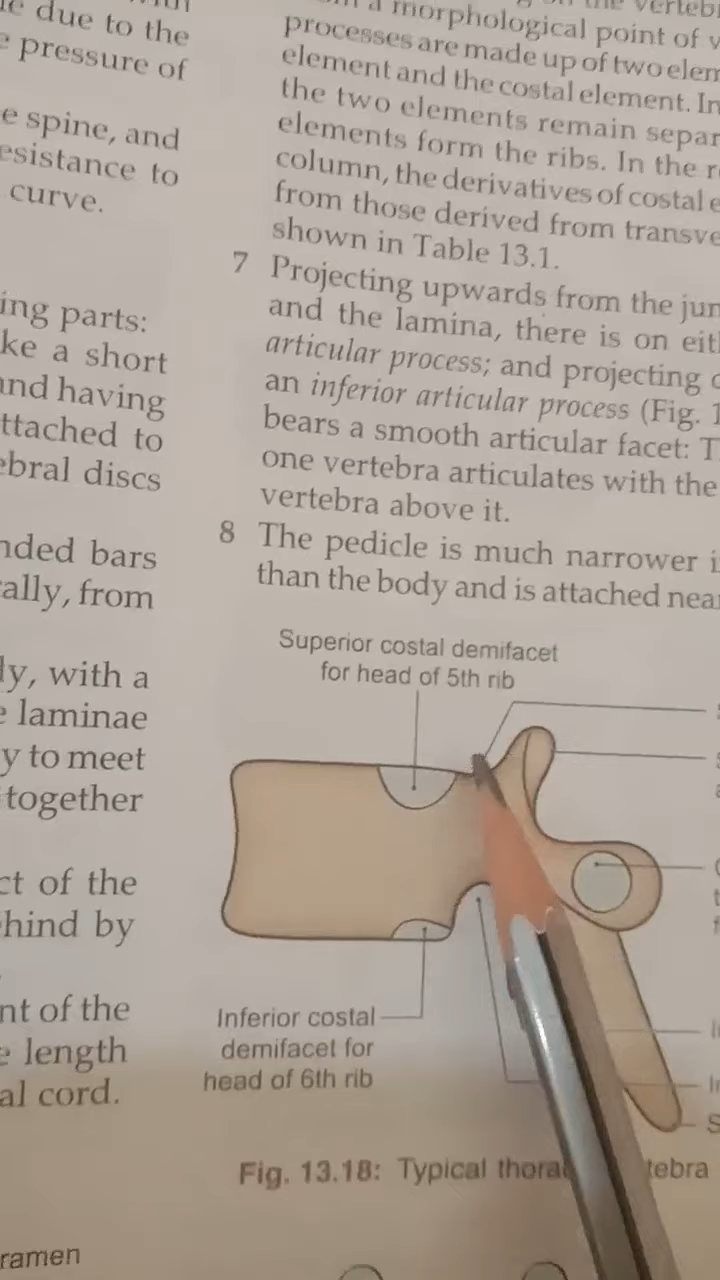 e due to the
e pressure of
e spine, and
esistance to
curve.
ing parts:
ke a short
and having
ttached to
ebral discs
nded bars
ally, from
ly, with a
e laminae
y to meet
together
ct of the
hind by
nt of the
e length
al cord.
ramen
the vertebr
a morphological point of v
processes are made up of two elem
element and the costal element. In
the two elements remain separ
elements form the ribs. In the r
column, the derivatives of costal e
from those derived from transve
shown in Table 13.1.
7 Projecting upwards from the jun
and the lamina, there is on eit
articular process; and projecting
an inferior articular process (Fig. 1
bears a smooth articular facet: T
one vertebra articulates with the
vertebra above it.
8 The pedicle is much narrower i
than the body and is attached nea
Superior costal demifacet
for head of 5th rib
Inferior costal
demifacet for
head of 6th rib
Fig. 13.18: Typical thora tebra